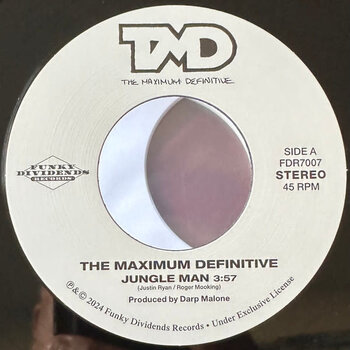 TMD
THE MAXIMUM DEFINITIVE
SIDE A
FDR7007
STEREO
45 RPM
FUNKY
DIVIDENDS
RECORDS
THE MAXIMUM DEFINITIVE
JUNGLE MAN 3:57
(Justin Ryan / Roger Mooking)
Produced by Darp Malone
℗ & © 2024 Funky Dividends Records • Under Exclusive License